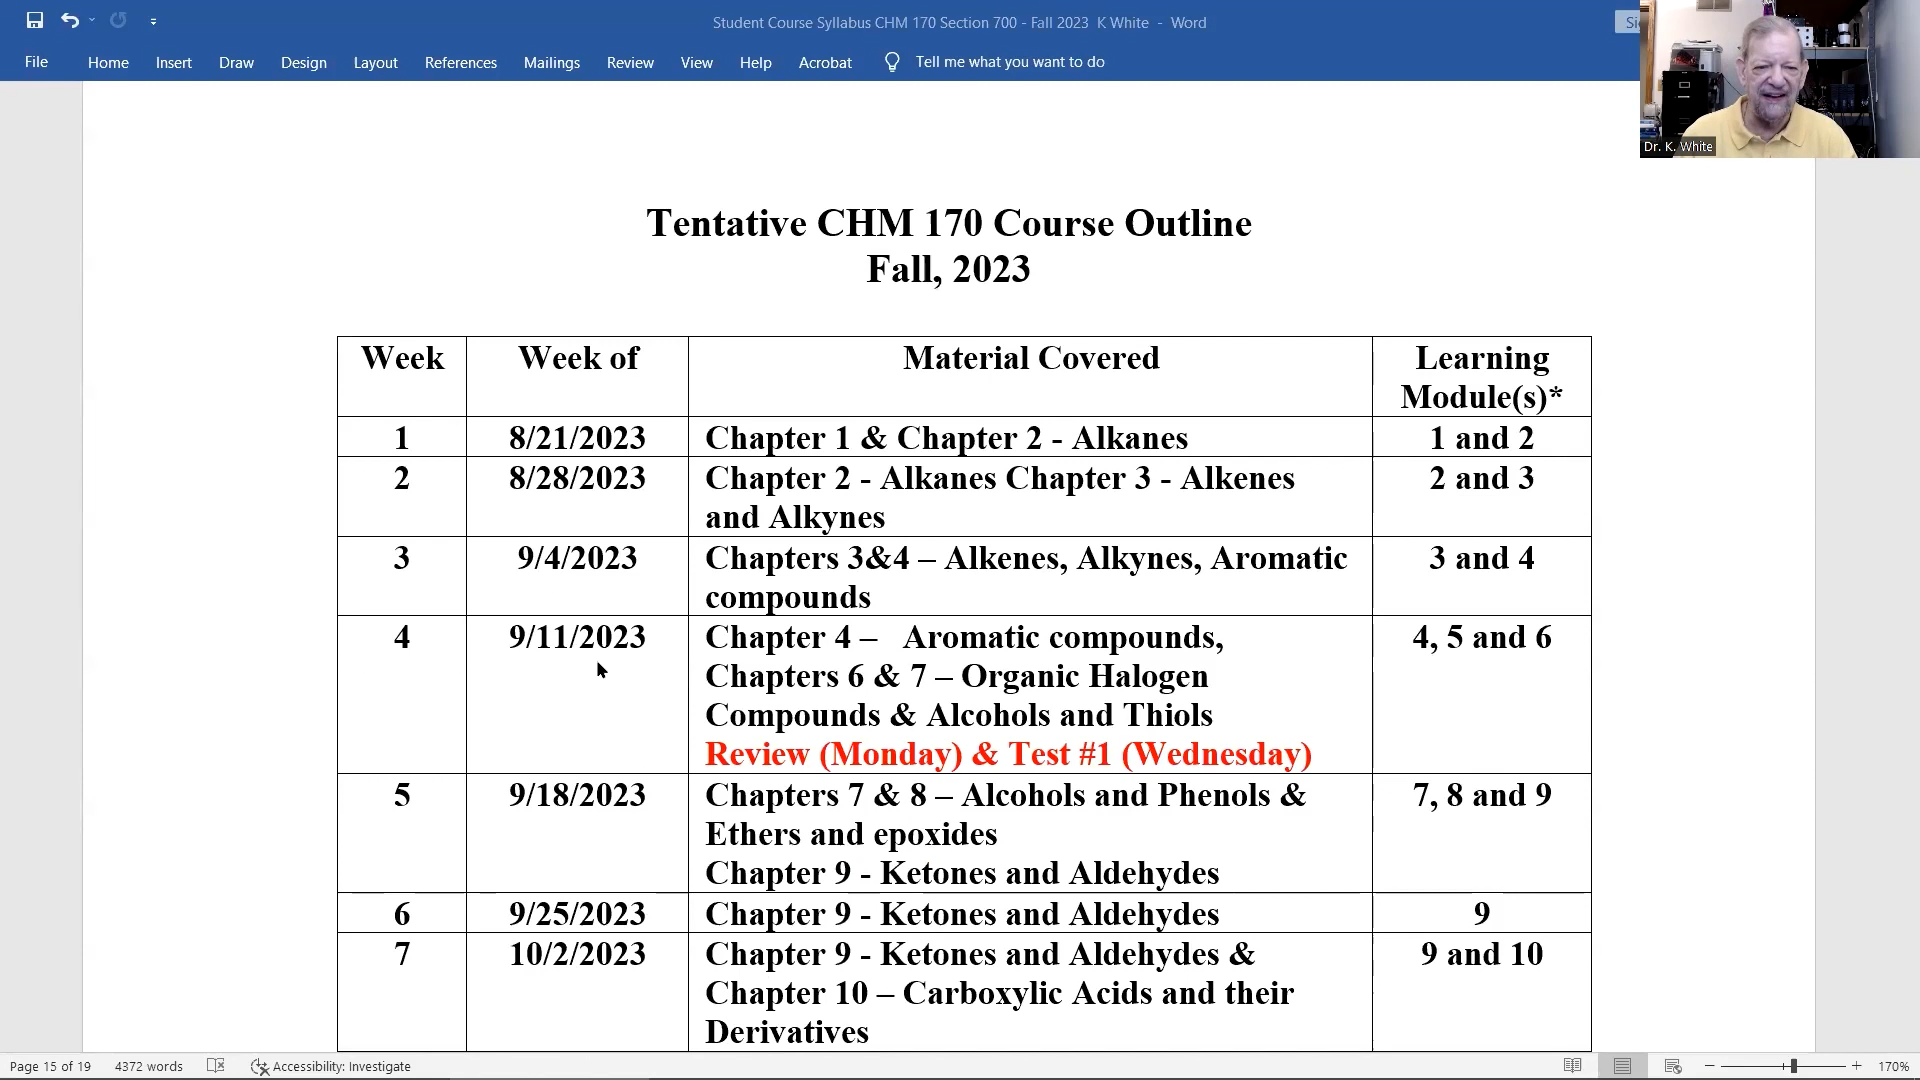 Student Course Syllabus CHM 170 Section 700 - Fall 2023 K White - Word
File Home Insert Draw Design Layout References Mailings Review View Help Acrobat Tell me what you want to do
Dr. K. White
Tentative CHM 170 Course Outline
Fall, 2023
Week Week of Material Covered Learning
Module(s)*
1 8/21/2023 Chapter 1 & Chapter 2 - Alkanes 1 and 2
2 8/28/2023 Chapter 2 - Alkanes Chapter 3 - Alkenes 2 and 3
and Alkynes
3 9/4/2023 Chapters 3&4 – Alkenes, Alkynes, Aromatic 3 and 4
compounds
4 9/11/2023 Chapter 4 – Aromatic compounds, 4, 5 and 6
Chapters 6 & 7 – Organic Halogen
Compounds & Alcohols and Thiols
Review (Monday) & Test #1 (Wednesday)
5 9/18/2023 Chapters 7 & 8 – Alcohols and Phenols & 7, 8 and 9
Ethers and epoxides
Chapter 9 - Ketones and Aldehydes
6 9/25/2023 Chapter 9 - Ketones and Aldehydes 9
7 10/2/2023 Chapter 9 - Ketones and Aldehydes & 9 and 10
Chapter 10 – Carboxylic Acids and their
Derivatives
Page 15 of 19 4372 words Accessibility: Investigate 170%